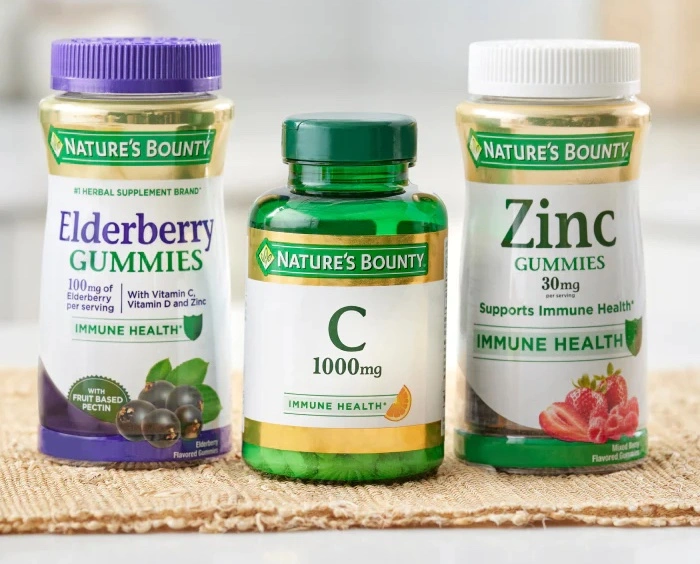 NATURE'S BOUNTY®
#1 HERBAL SUPPLEMENT BRAND^
Elderberry
GUMMIES
100mg of
Elderberry
per serving
With Vitamin C,
Vitamin D and Zinc
IMMUNE HEALTH*
WITH
FRUIT BASED
PECTIN
Elderberry
Flavored Gummies
NATURE'S BOUNTY®
C
1000mg
IMMUNE HEALTH*
NATURE'S BOUNTY®
Zinc
GUMMIES
30mg
per serving
Supports Immune Health*
IMMUNE HEALTH
Mixed Berry
Flavored Gummies